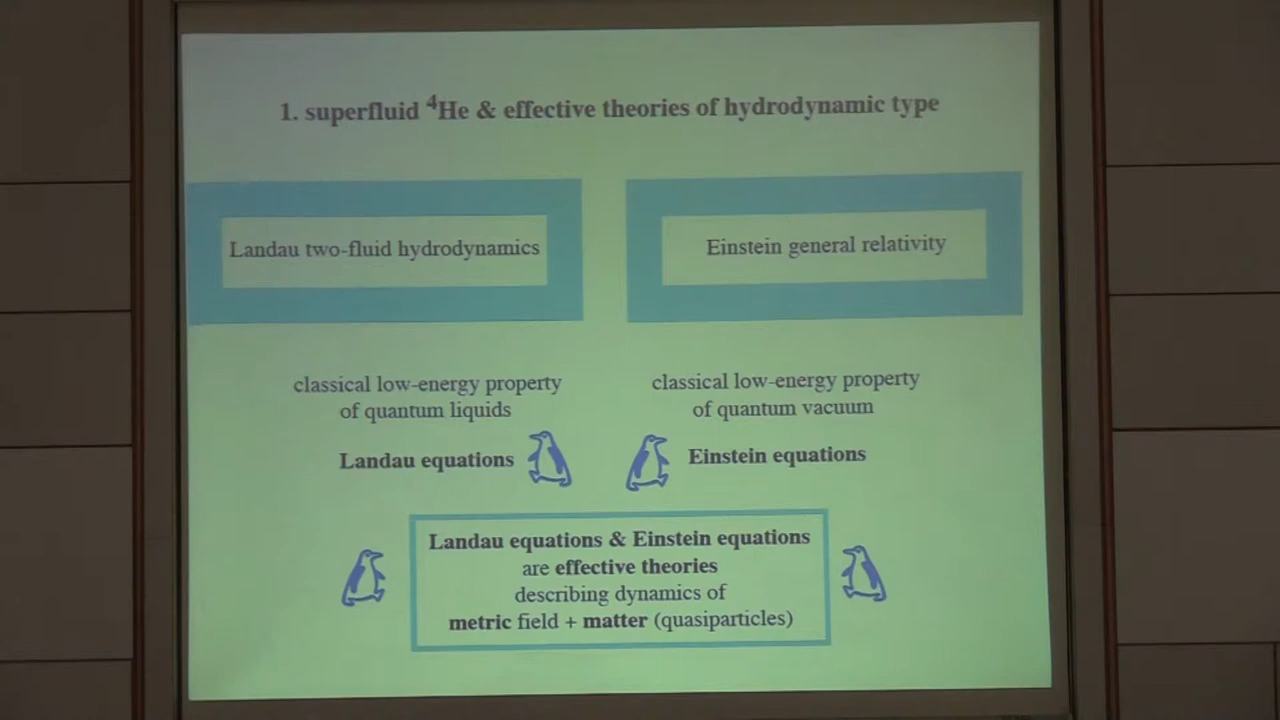 1. superfluid ⁴He & effective theories of hydrodynamic type
Landau two-fluid hydrodynamics
Einstein general relativity
classical low-energy property
of quantum liquids
classical low-energy property
of quantum vacuum
Landau equations
Einstein equations
Landau equations & Einstein equations
are effective theories
describing dynamics of
metric field + matter (quasiparticles)